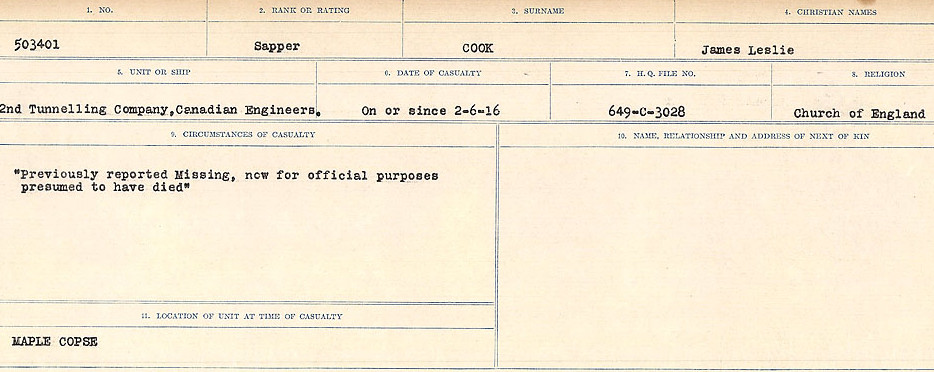 1. NO.
2. RANK OR RATING
3. SURNAME
4. CHRISTIAN NAMES
503401
Sapper
COOK
James Leslie
5. UNIT OR SHIP
6. DATE OF CASUALTY
7. H.Q. FILE NO.
8. RELIGION
2nd Tunnelling Company,Canadian Engineers.
On or since 2-6-16
649-C-3028
Church of England
9. CIRCUMSTANCES OF CASUALTY
10. NAME, RELATIONSHIP AND ADDRESS OF NEXT OF KIN
"Previously reported Missing, now for official purposes
presumed to have died"
11. LOCATION OF UNIT AT TIME OF CASUALTY
MAPLE COPSE